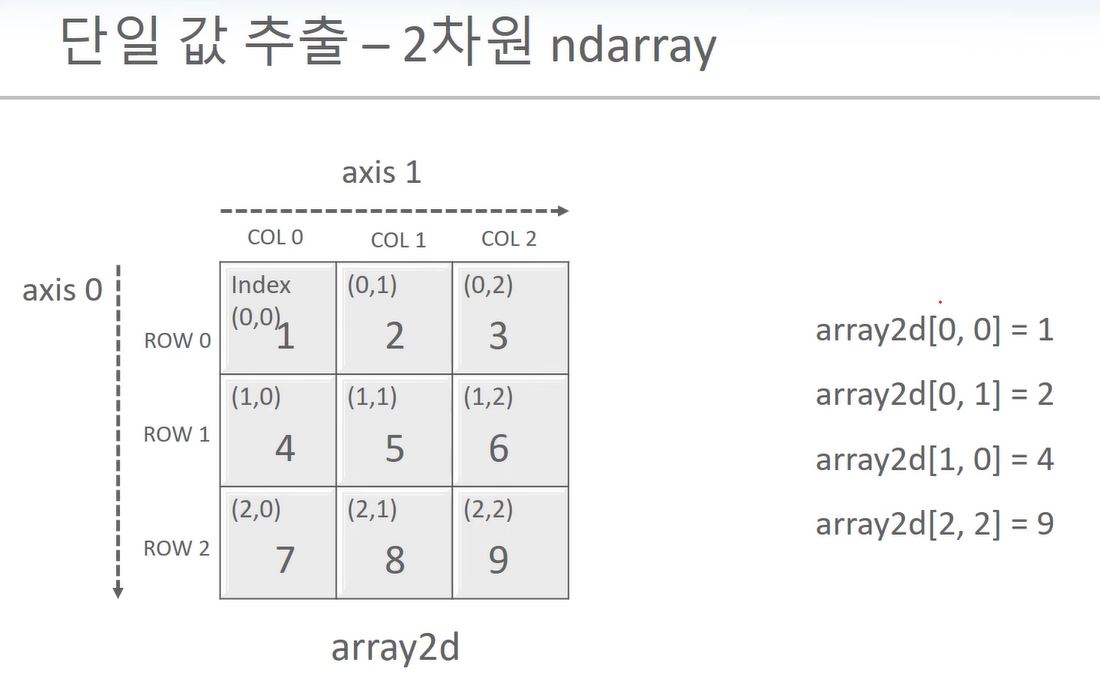 단일 값 추출 – 2차원 ndarray
axis 1
COL 0 COL 1 COL 2
axis 0
ROW 0
Index
(0,0)
1
(0,1)
2
(0,2)
3
ROW 1
(1,0)
4
(1,1)
5
(1,2)
6
ROW 2
(2,0)
7
(2,1)
8
(2,2)
9
array2d
array2d[0, 0] = 1
array2d[0, 1] = 2
array2d[1, 0] = 4
array2d[2, 2] = 9